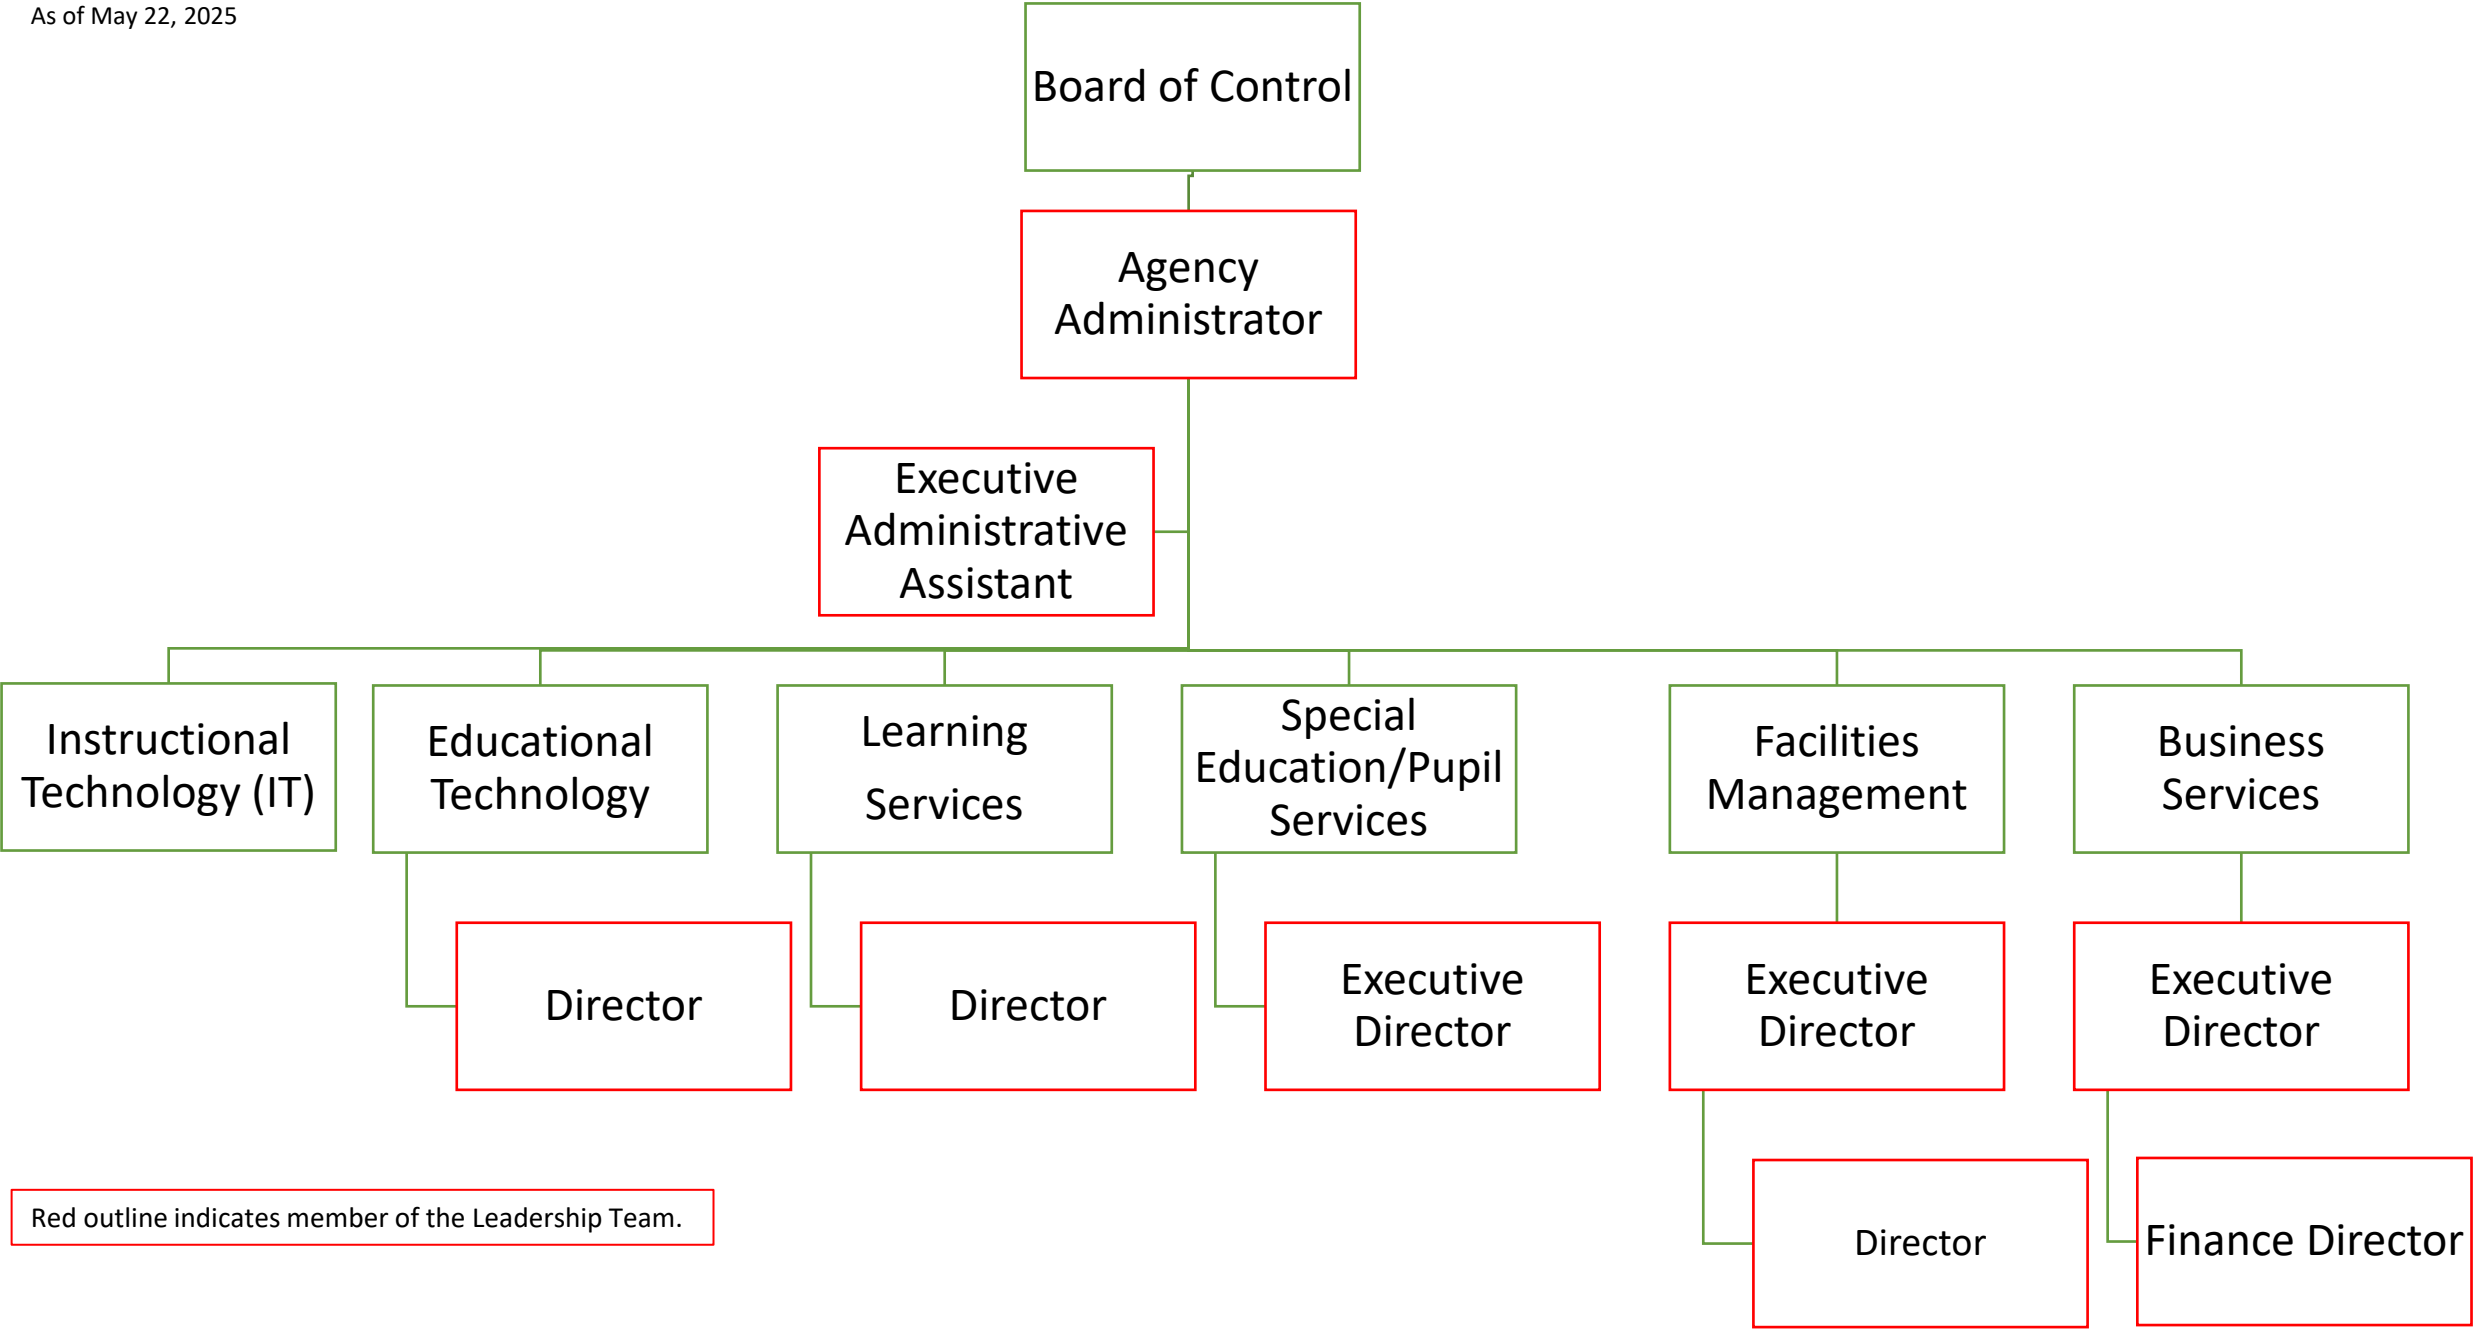 As of May 22, 2025
Board of Control
Agency
Administrator
Executive
Administrative
Assistant
Instructional
Technology (IT)
Educational
Technology
Learning
Services
Special
Education/Pupil
Services
Facilities
Management
Business
Services
Director
Director
Executive
Director
Executive
Director
Executive
Director
Red outline indicates member of the Leadership Team.
Director
Finance Director